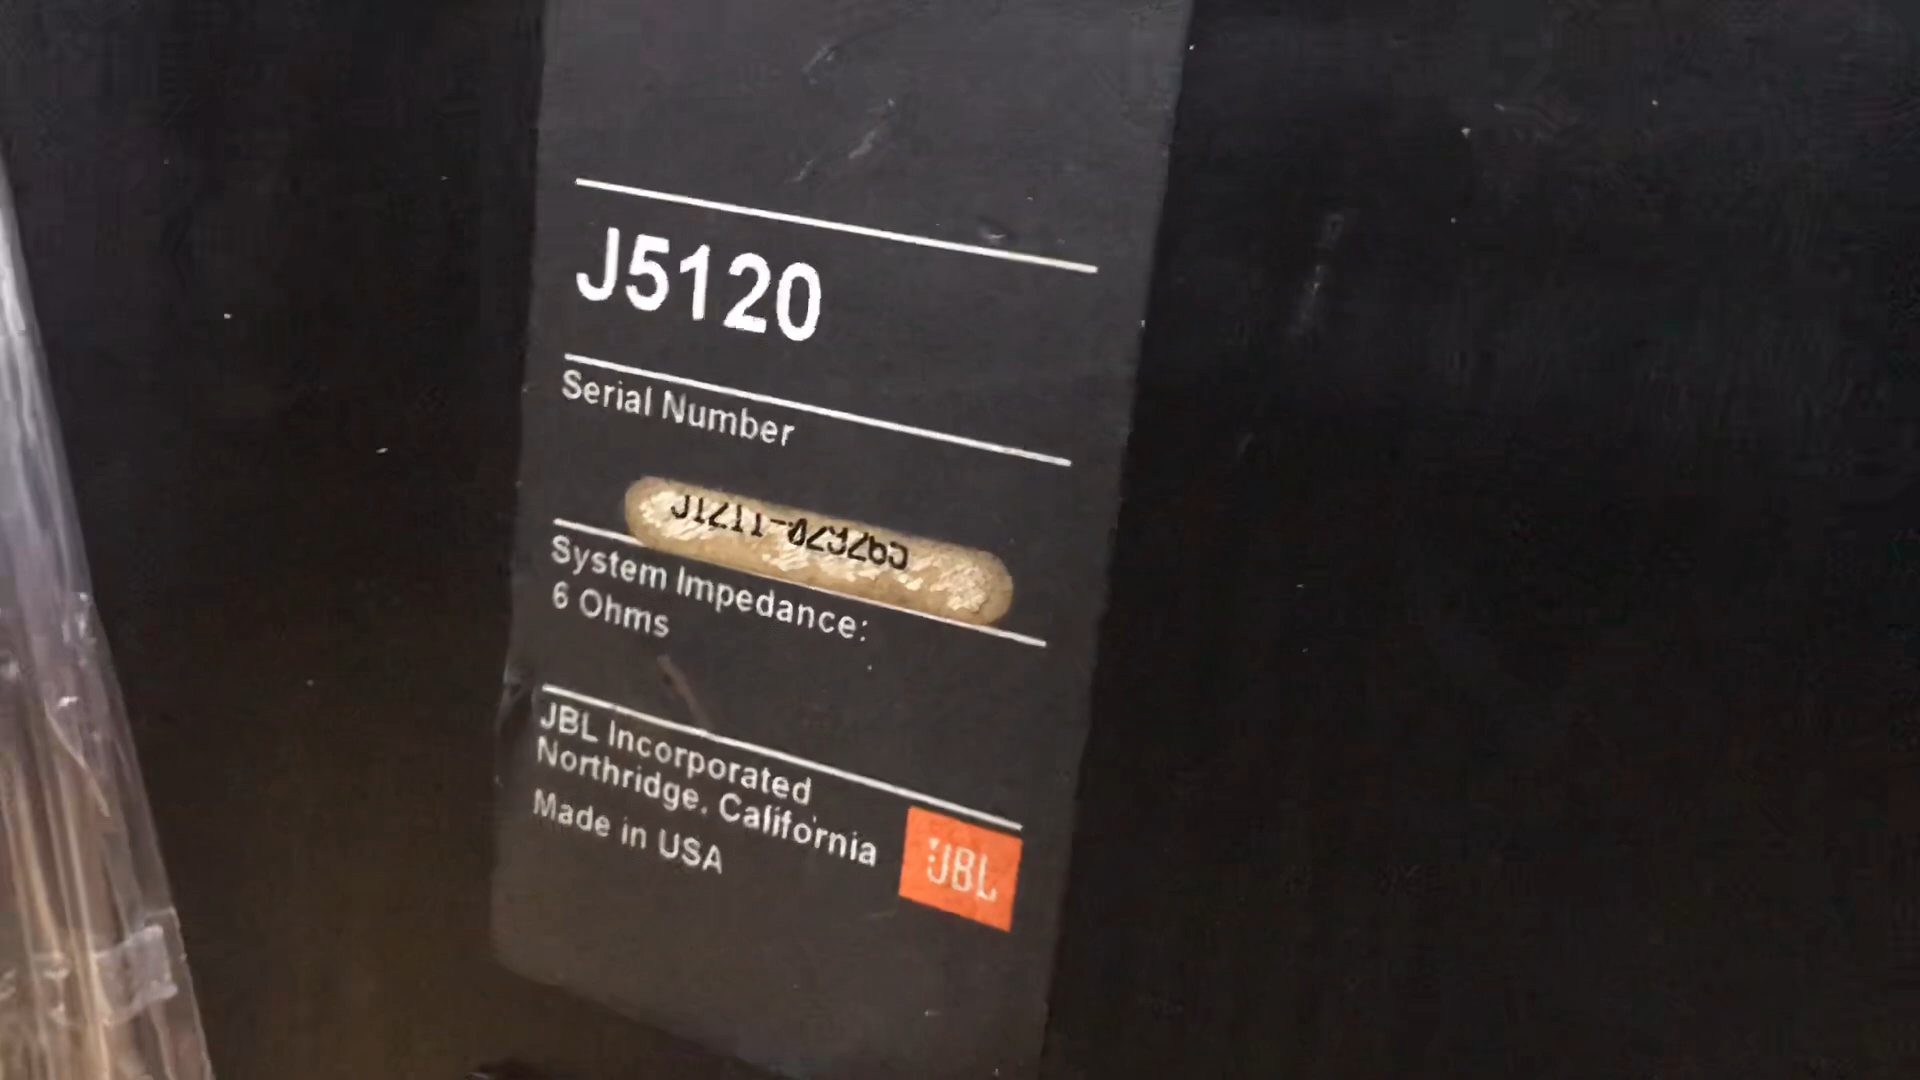 J5120
Serial Number
System Impedance:
6 Ohms
JBL Incorporated
Northridge, California
Made in USA
JBL